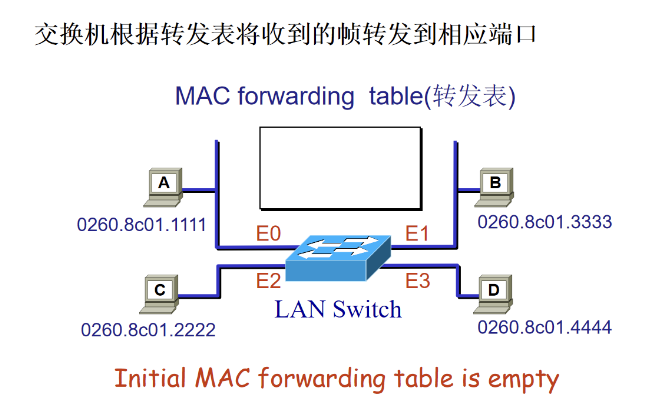 交换机根据转发表将收到的帧转发到相应端口
MAC forwarding table(转发表)
A
B
0260.8c01.1111
0260.8c01.3333
E0
E1
C
E2
E3
D
LAN Switch
0260.8c01.2222
0260.8c01.4444
Initial MAC forwarding table is empty